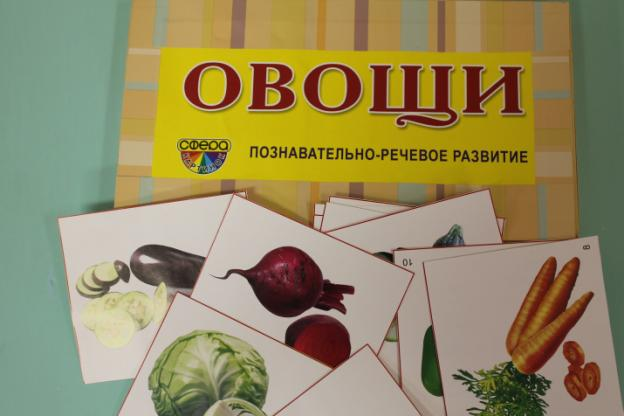 ОВОЩИ
сфера
ПОЗНАВАТЕЛЬНО-РЕЧЕВОЕ РАЗВИТИЕ
10
8